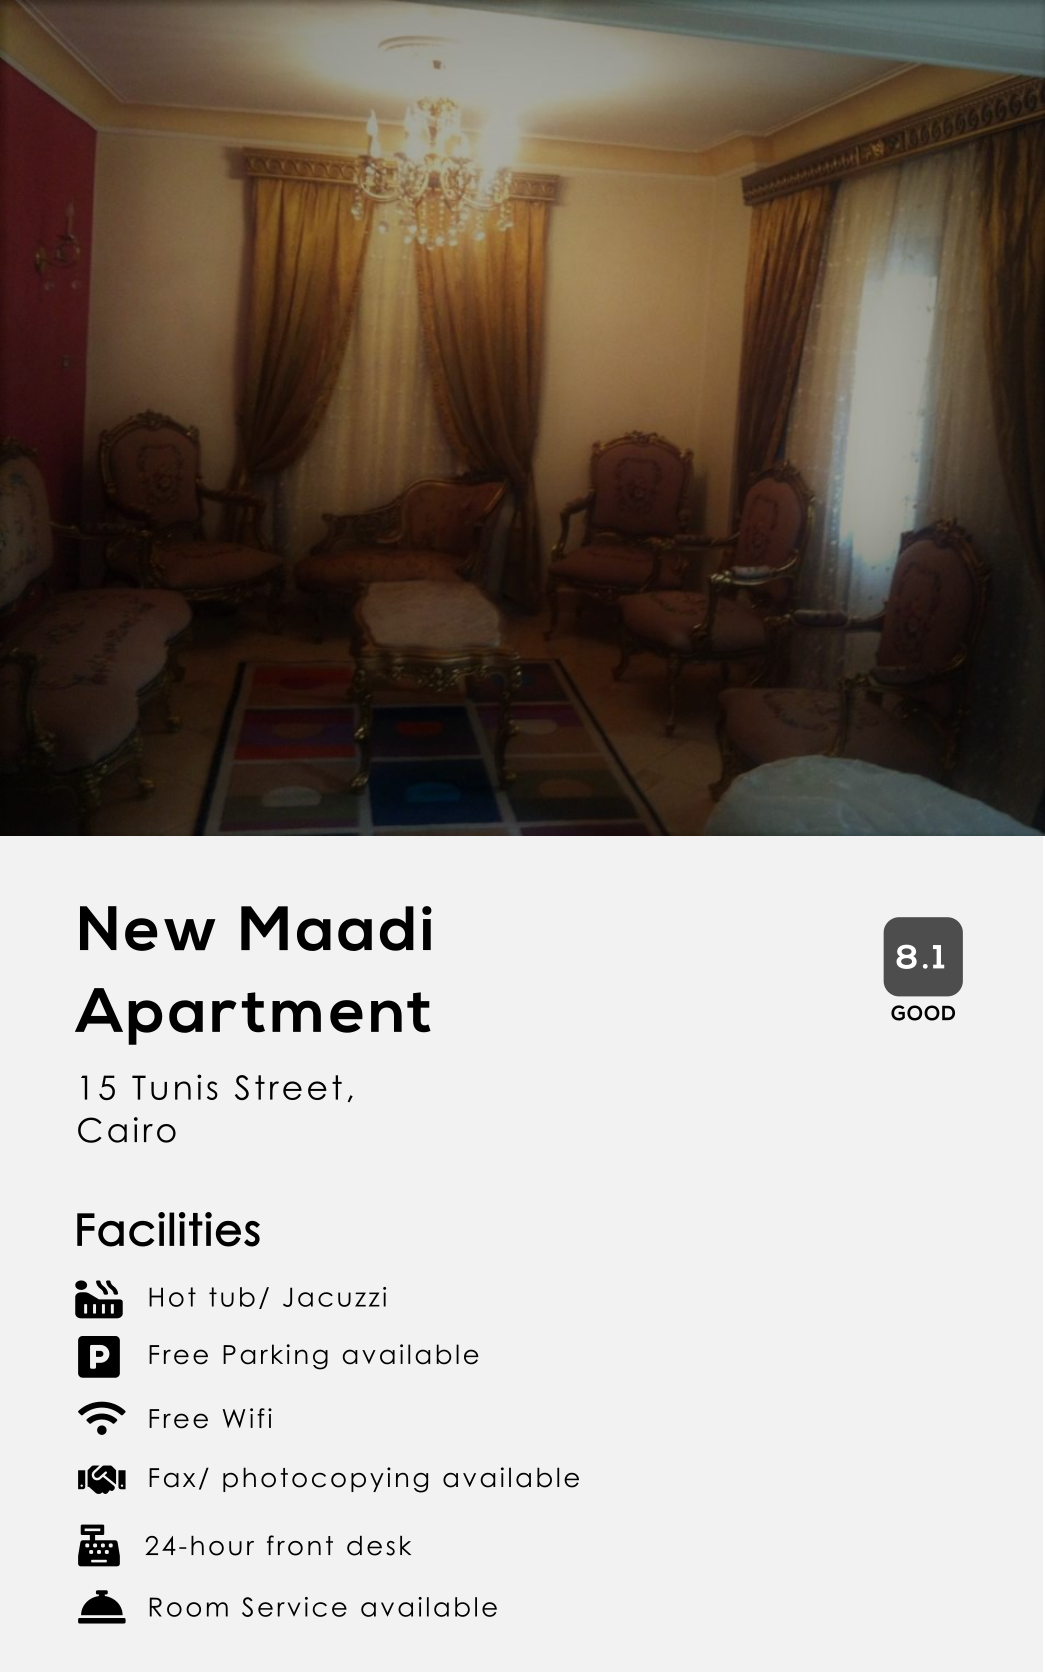 New Maadi
Apartment
8.1
GOOD
15 Tunis Street,
Cairo
Facilities
Hot tub/ Jacuzzi
P
Free Parking available
Free Wifi
Fax/ photocopying available
24-hour front desk
Room Service available